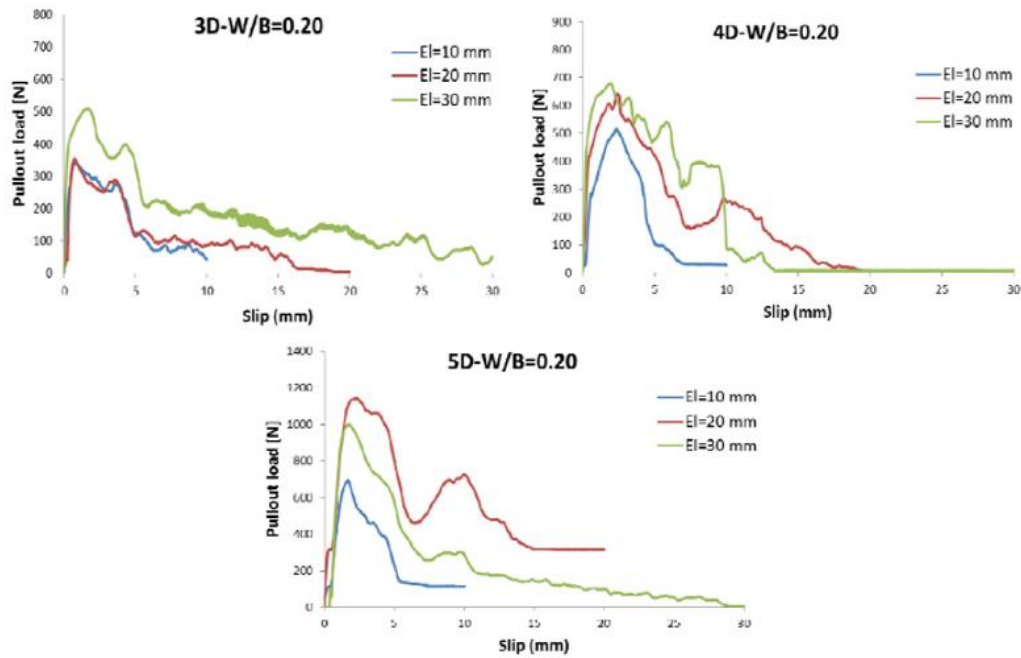 3D-W/B=0.20
El=10 mm
El=20 mm
El=30 mm
Pullout load [N]
800
700
600
500
400
300
200
100
0
0 5 10 15 20 25 30
Slip (mm)
4D-W/B=0.20
El=10 mm
El=20 mm
El=30 mm
Pullout load [N]
900
800
700
600
500
400
300
200
100
0
0 5 10 15 20 25 30
Slip (mm)
5D-W/B=0.20
El=10 mm
El=20 mm
El=30 mm
Pullout load [N]
1400
1200
1000
800
600
400
200
0
0 5 10 15 20 25 30
Slip (mm)